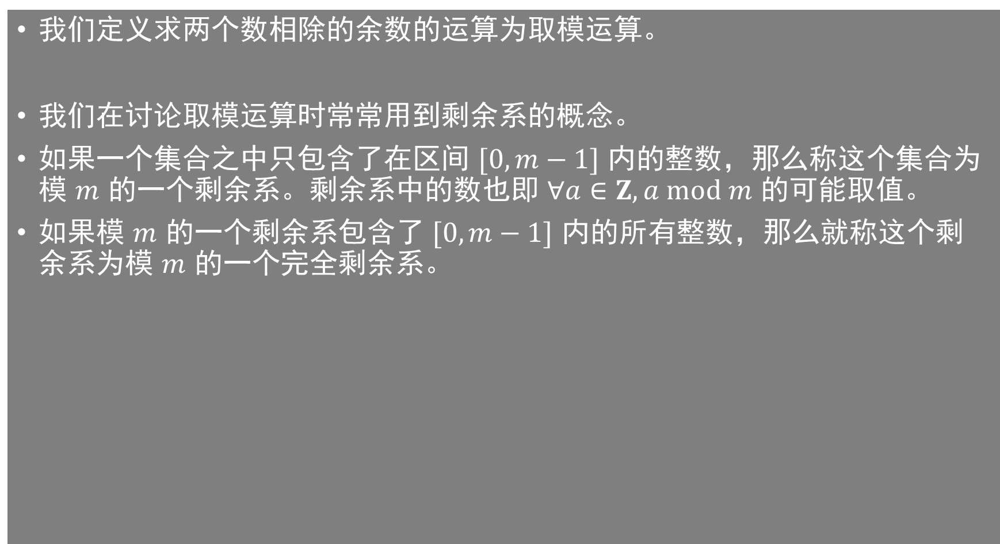 • 我们定义求两个数相除的余数的运算为取模运算。
• 我们在讨论取模运算时常常用到剩余系的概念。
• 如果一个集合之中只包含了在区间 [0, m − 1] 内的整数，那么称这个集合为
模 m 的一个剩余系。剩余系中的数也即 ∀a ∈ Z, a mod m 的可能取值。
• 如果模 m 的一个剩余系包含了 [0, m − 1] 内的所有整数，那么就称这个剩
余系为模 m 的一个完全剩余系。